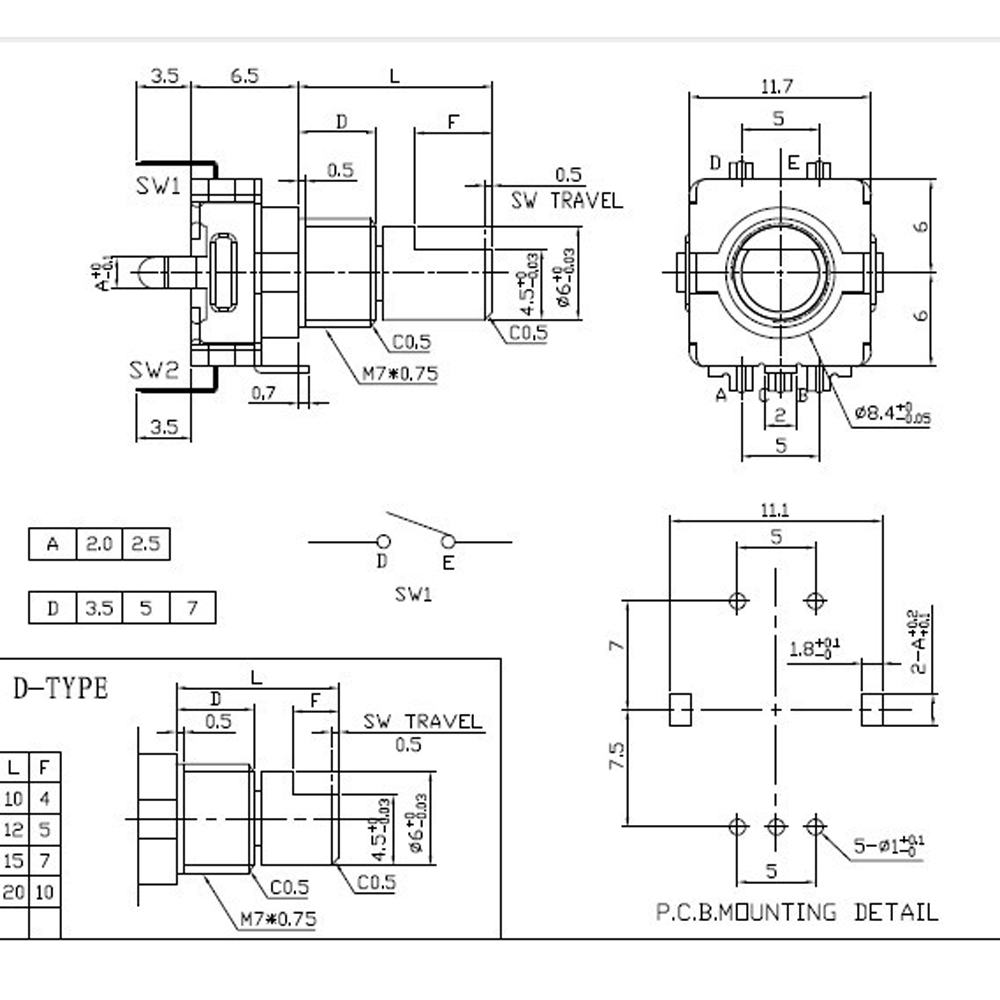 3.5 6.5 L
D F
0.5 0.5
SW TRAVEL
SW1
A+0-0.1
4.5+0-0.03
ø6+0-0.03
C0.5
C0.5
M7*0.75
SW2
0.7
3.5
11.7
5
D E
6
6
A C B
2
5
ø8.4+0-0.05
A 2.0 2.5
D 3.5 5 7
D E
SW1
11.1
5
7
7.5
1.8+0.1-0
2-A+0.2+0.1
5-ø1+0.1-0
5
P.C.B.MOUNTING DETAIL
D-TYPE
L
D F
0.5
SW TRAVEL
0.5
4.5+0-0.03
ø6+0-0.03
C0.5
C0.5
M7*0.75
L F
10 4
12 5
15 7
20 10